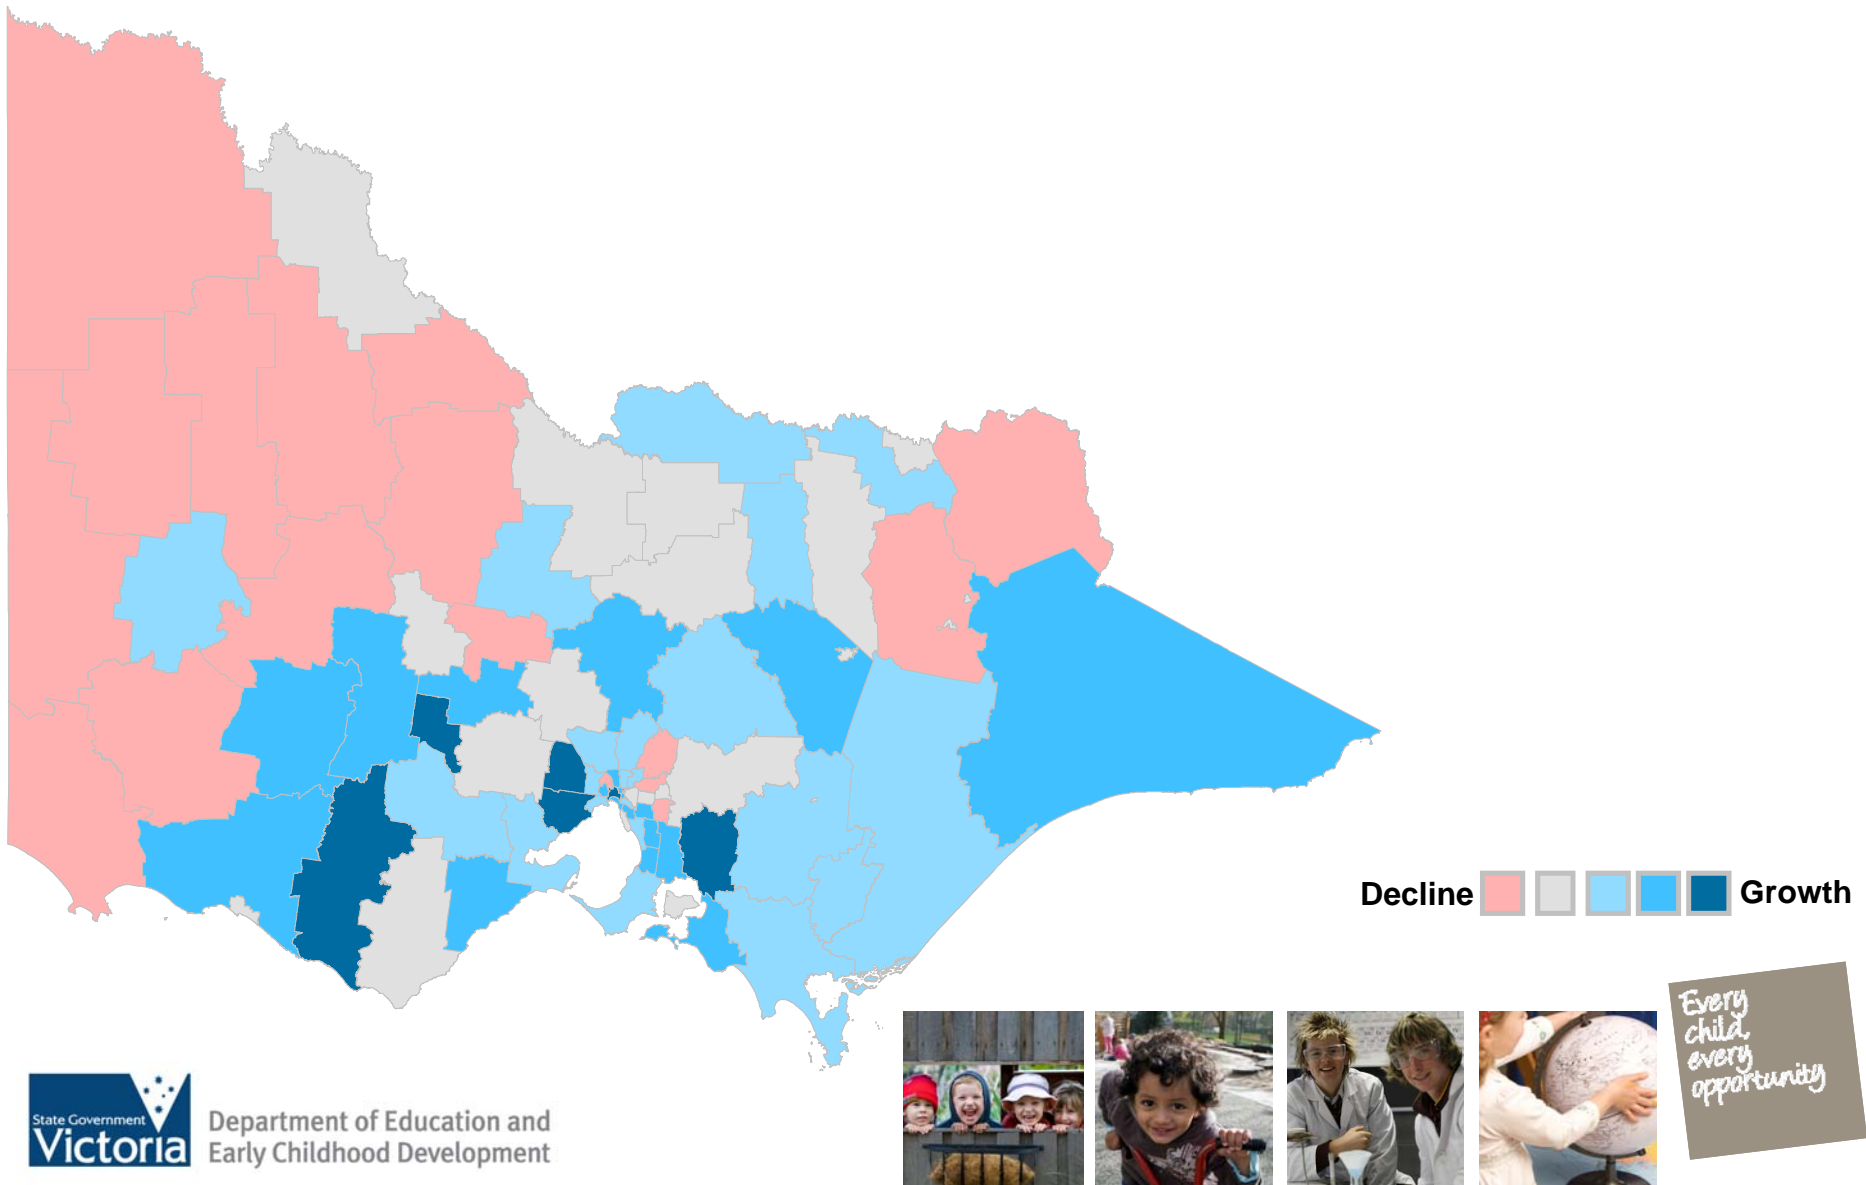 Decline
Growth
Every
child,
every
opportunity
State Government
Victoria
Department of Education and
Early Childhood Development